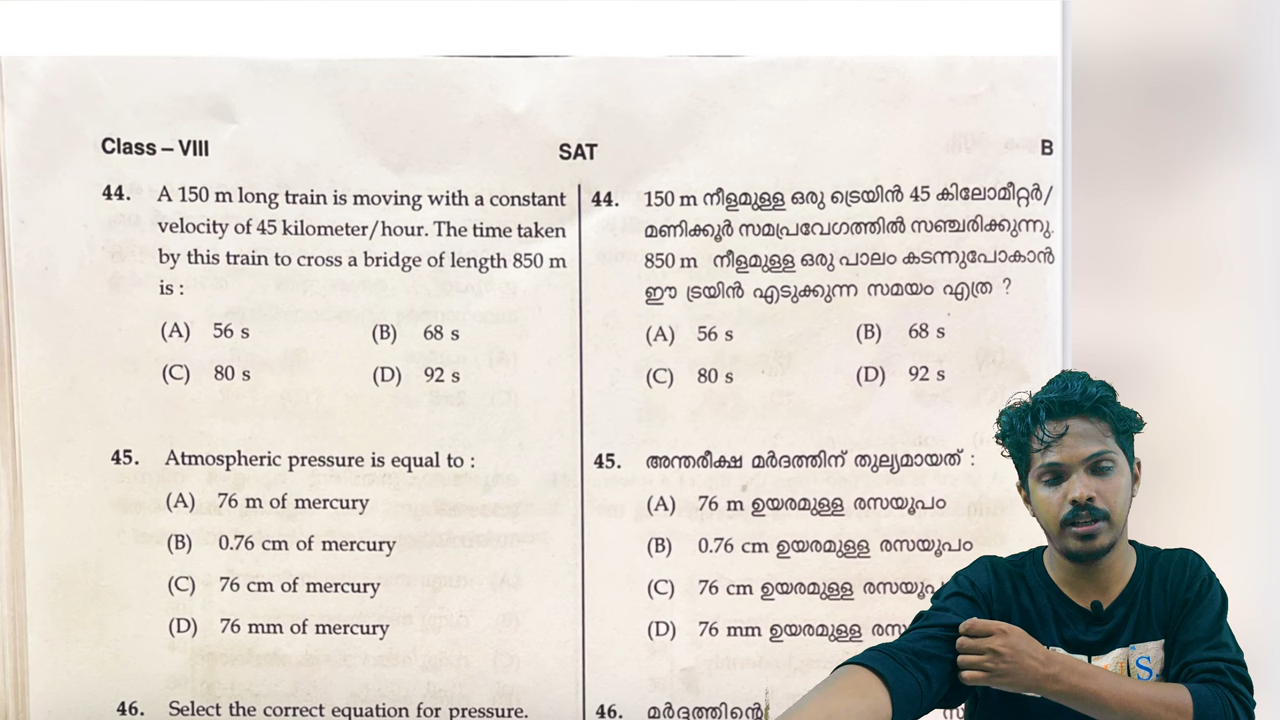 Class – VIII
SAT
B
44. A 150 m long train is moving with a constant
velocity of 45 kilometer/hour. The time taken
by this train to cross a bridge of length 850 m
is :
(A) 56 s (B) 68 s
(C) 80 s (D) 92 s
45. Atmospheric pressure is equal to :
(A) 76 m of mercury
(B) 0.76 cm of mercury
(C) 76 cm of mercury
(D) 76 mm of mercury
46. Select the correct equation for pressure.
44. 150 m നീളമുള്ള ഒരു ട്രെയിൻ 45 കിലോമീറ്റർ/
മണിക്കൂർ സമപ്രവേഗത്തിൽ സഞ്ചരിക്കുന്നു.
850 m നീളമുള്ള ഒരു പാലം കടന്നുപോകാൻ
ഈ ട്രയിൻ എടുക്കുന്ന സമയം എത്ര ?
(A) 56 s (B) 68 s
(C) 80 s (D) 92 s
45. അന്തരീക്ഷ മർദത്തിന് തുല്യമായത് :
(A) 76 m ഉയരമുള്ള രസയൂപം
(B) 0.76 cm ഉയരമുള്ള രസയൂപം
(C) 76 cm ഉയരമുള്ള
(D) 76 mm ഉയരമുള്ള
46. മർദ്ദത്തിന്റെ
S